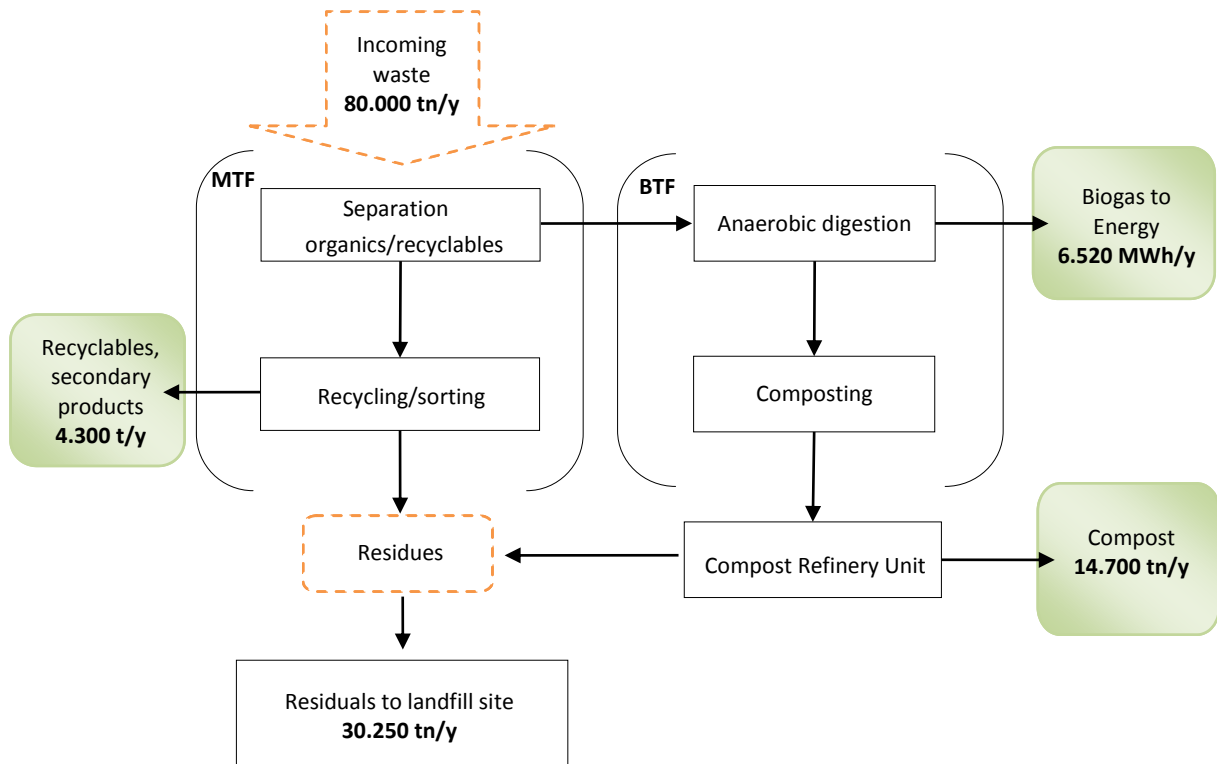 Incoming
waste
80.000 tn/y
MTF
Separation
organics/recyclables
BTF
Anaerobic digestion
Biogas to
Energy
6.520 MWh/y
Recyclables,
secondary
products
4.300 t/y
Recycling/sorting
Composting
Residues
Compost Refinery Unit
Compost
14.700 tn/y
Residuals to landfill site
30.250 tn/y